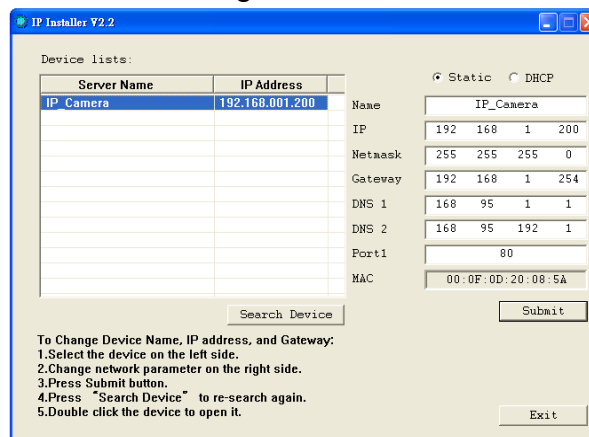 IP Installer V2.2
Device lists:
Server Name IP Address
IP_Camera 192.168.001.200
Static DHCP
Name IP_Camera
IP 192 168 1 200
Netmask 255 255 255 0
Gateway 192 168 1 254
DNS 1 168 95 1 1
DNS 2 168 95 192 1
Port1 80
MAC 00:0F:0D:20:08:5A
Search Device
Submit
To Change Device Name, IP address, and Gateway:
1.Select the device on the left side.
2.Change network parameter on the right side.
3.Press Submit button.
4.Press “Search Device” to re-search again.
5.Double click the device to open it.
Exit